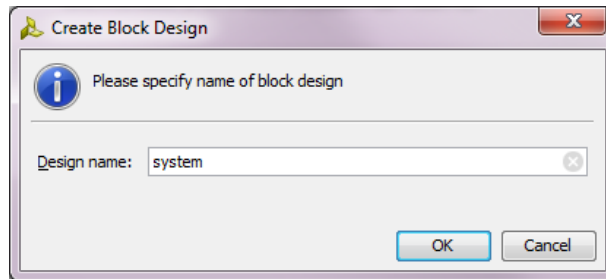 Create Block Design
Please specify name of block design
Design name: system
OK Cancel